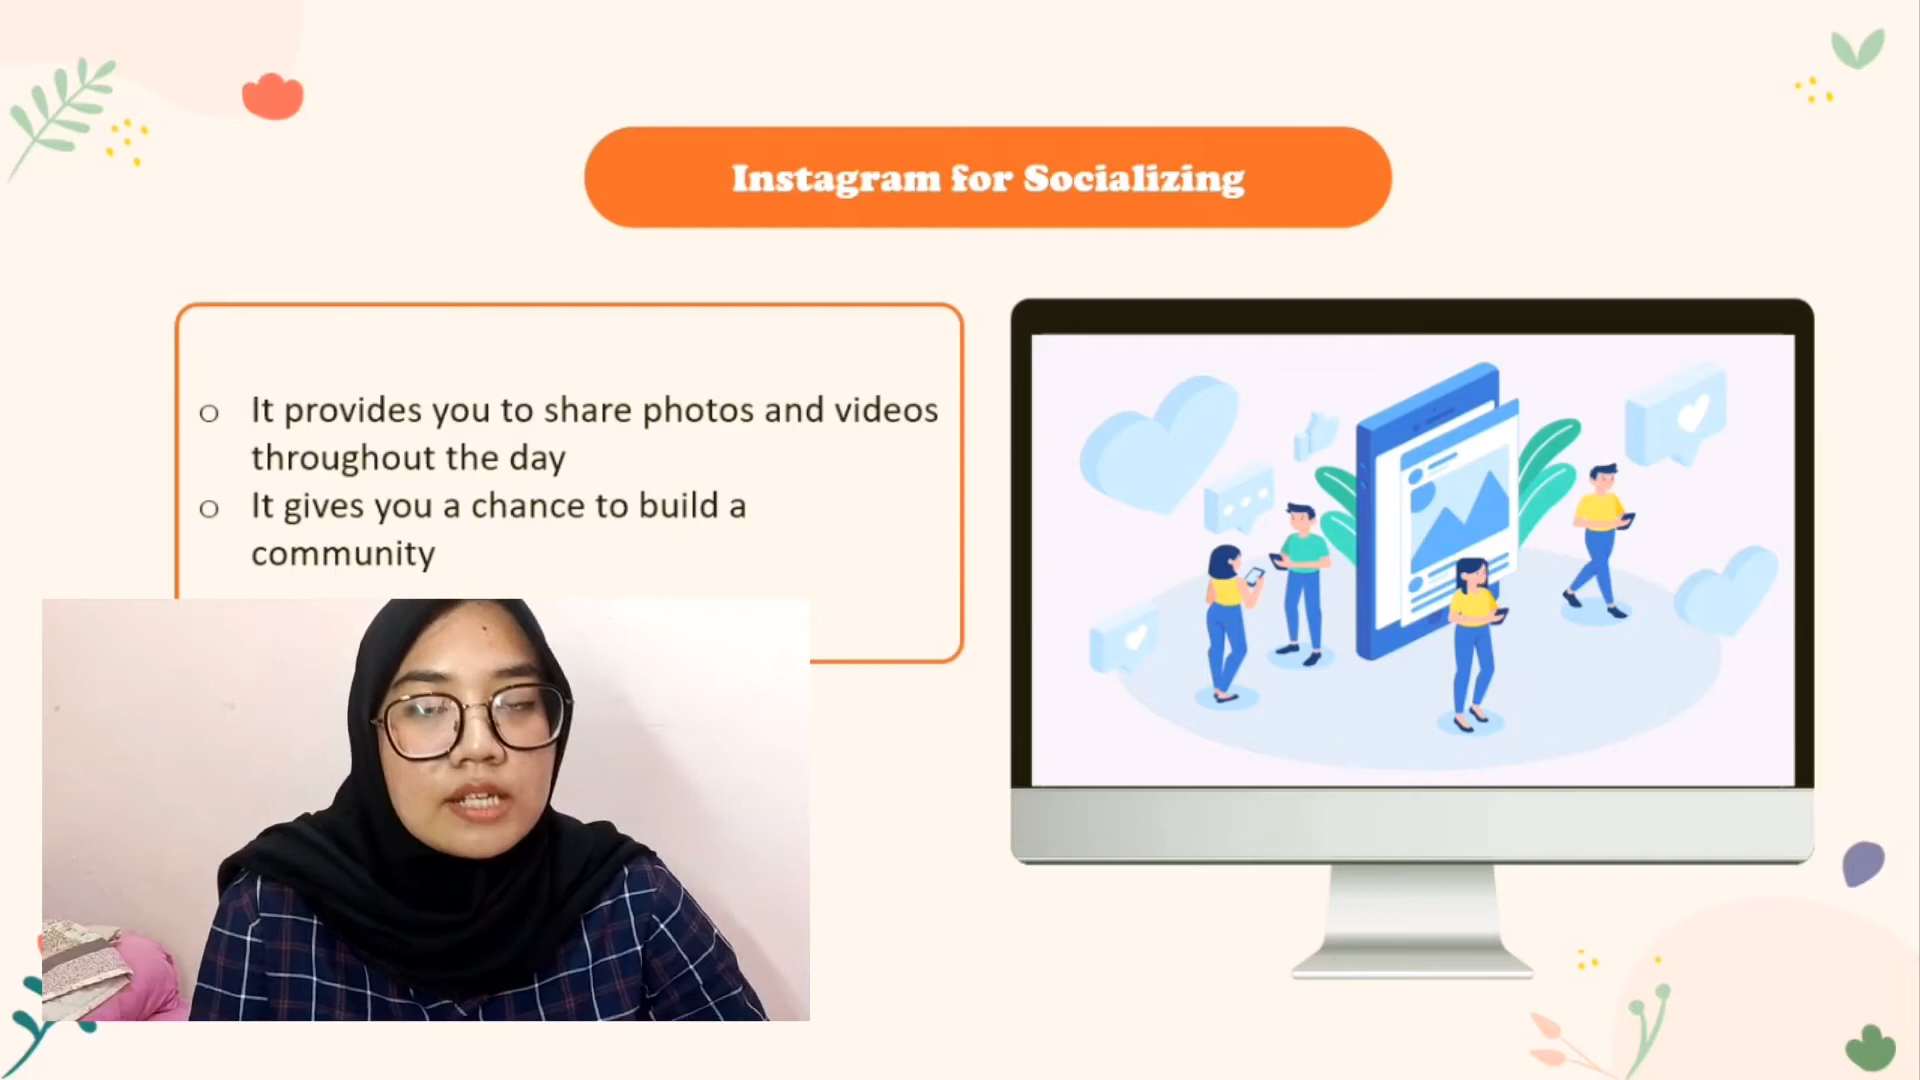 Instagram for Socializing
○ It provides you to share photos and videos
throughout the day
○ It gives you a chance to build a
community